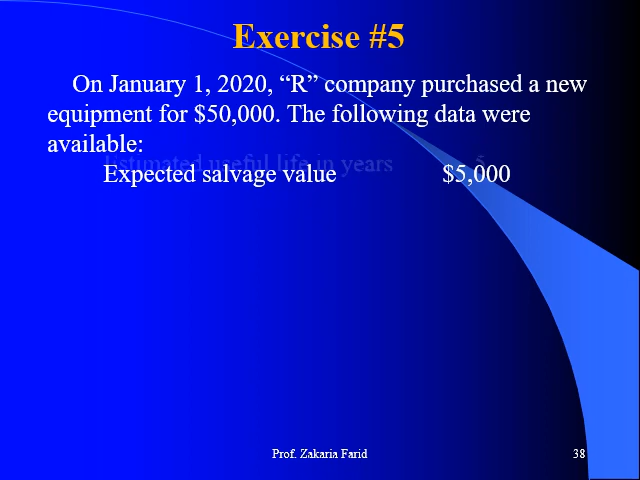 Exercise #5
On January 1, 2020, “R” company purchased a new
equipment for $50,000. The following data were
available:
Estimated useful life in years 5
Expected salvage value $5,000
Prof. Zakaria Farid 38